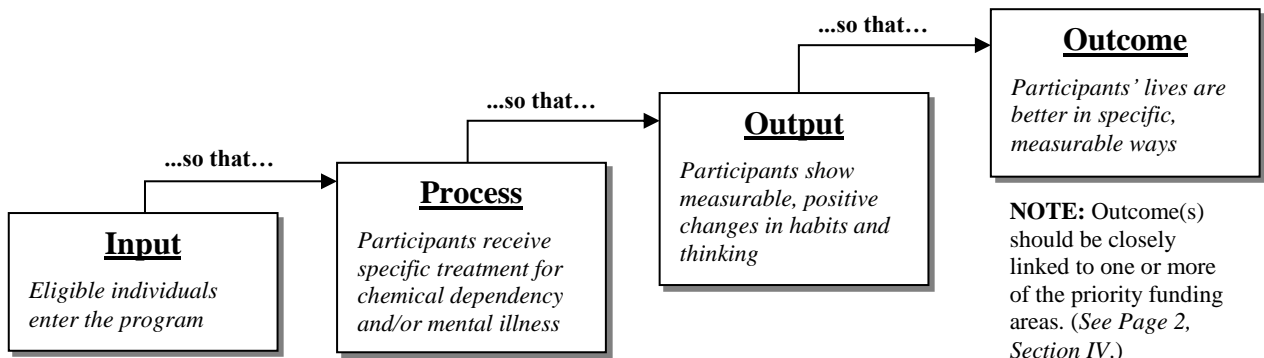 Input
Eligible individuals
enter the program
...so that…
Process
Participants receive
specific treatment for
chemical dependency
and/or mental illness
...so that…
Output
Participants show
measurable, positive
changes in habits and
thinking
...so that…
Outcome
Participants’ lives are
better in specific,
measurable ways
NOTE: Outcome(s)
should be closely
linked to one or more
of the priority funding
areas. (See Page 2,
Section IV.)